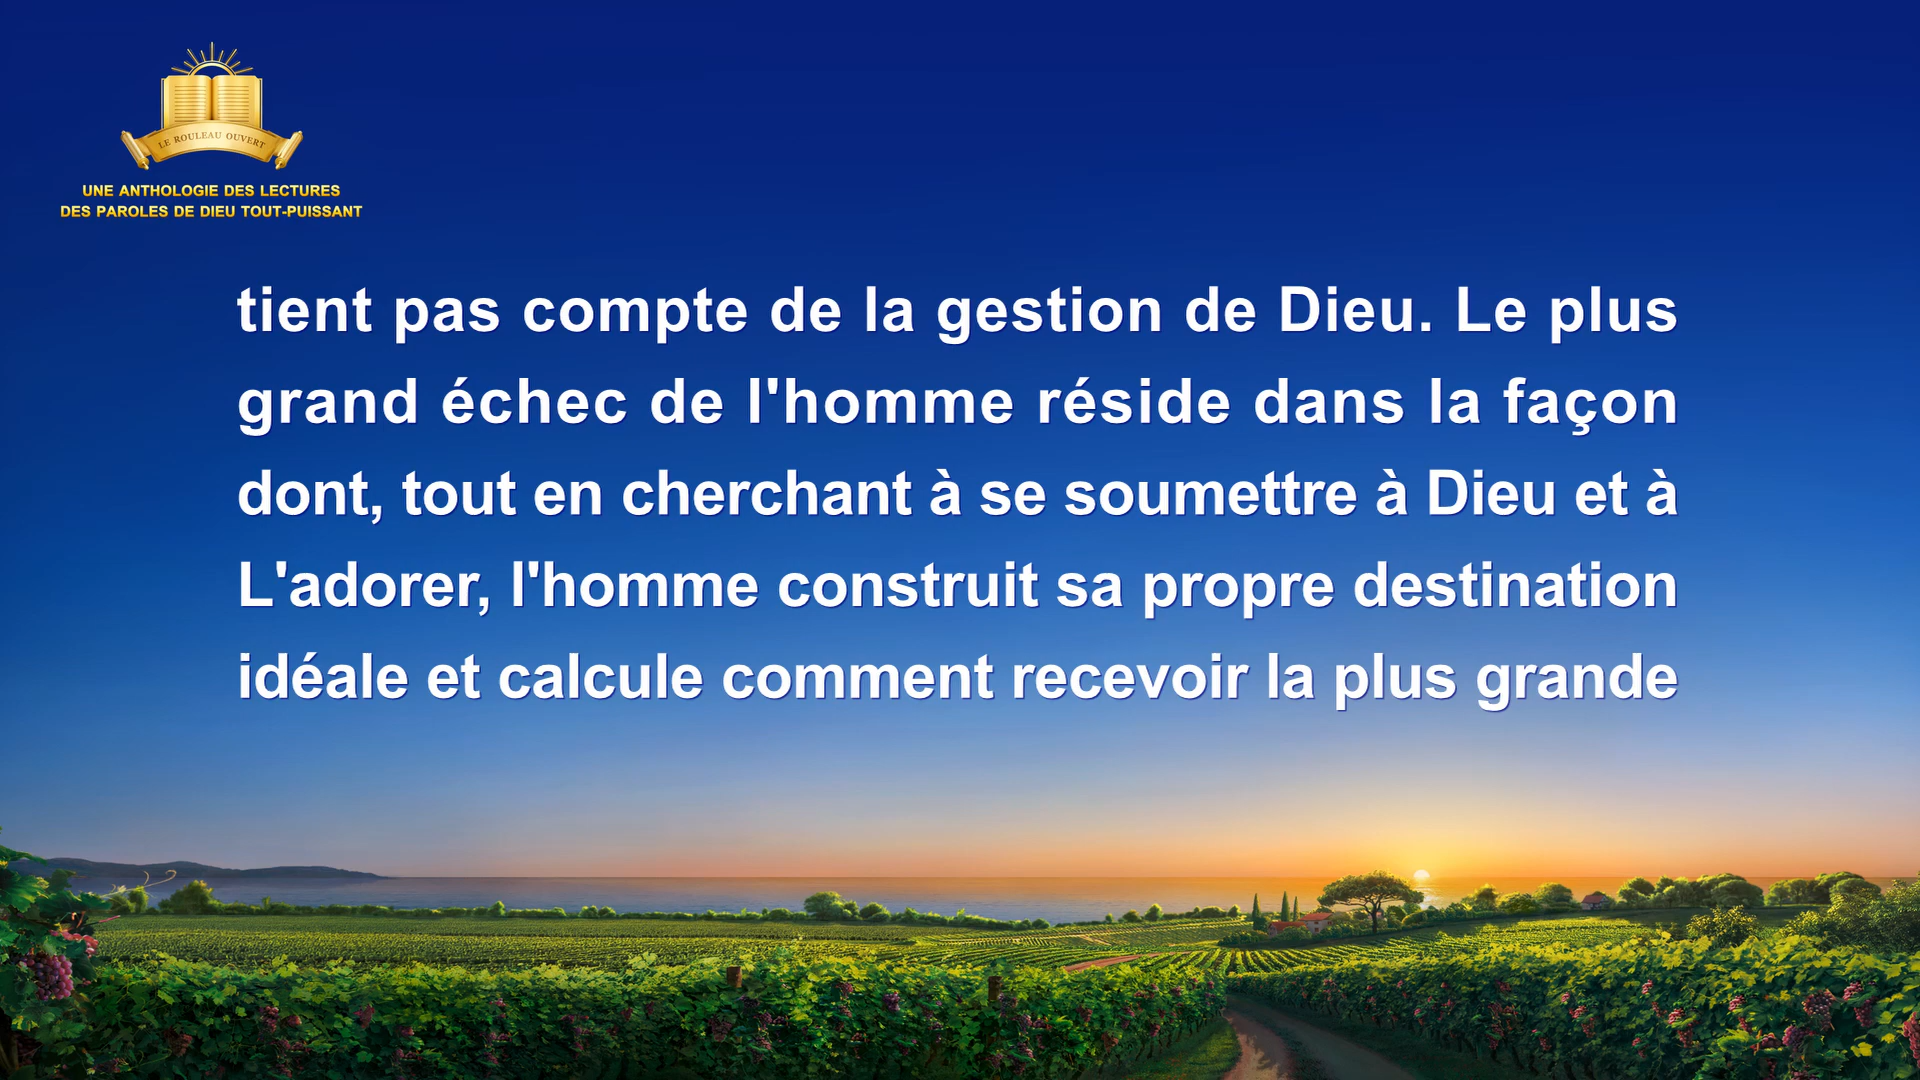 LE ROULEAU OUVERT
UNE ANTHOLOGIE DES LECTURES
DES PAROLES DE DIEU TOUT-PUISSANT
tient pas compte de la gestion de Dieu. Le plus
grand échec de l'homme réside dans la façon
dont, tout en cherchant à se soumettre à Dieu et à
L'adorer, l'homme construit sa propre destination
idéale et calcule comment recevoir la plus grande